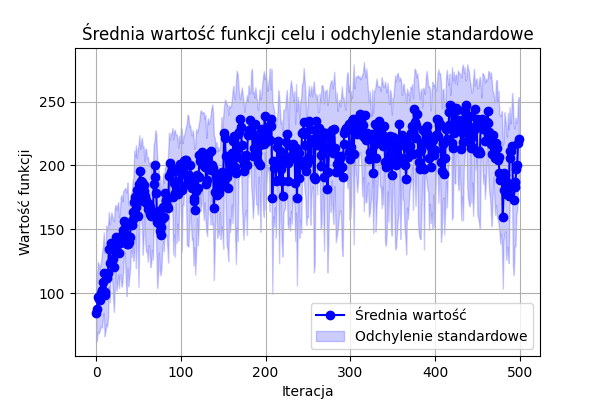 Średnia wartość funkcji celu i odchylenie standardowe
Wartość funkcji
250
200
150
100
0 100 200 300 400 500
Iteracja
Średnia wartość
Odchylenie standardowe